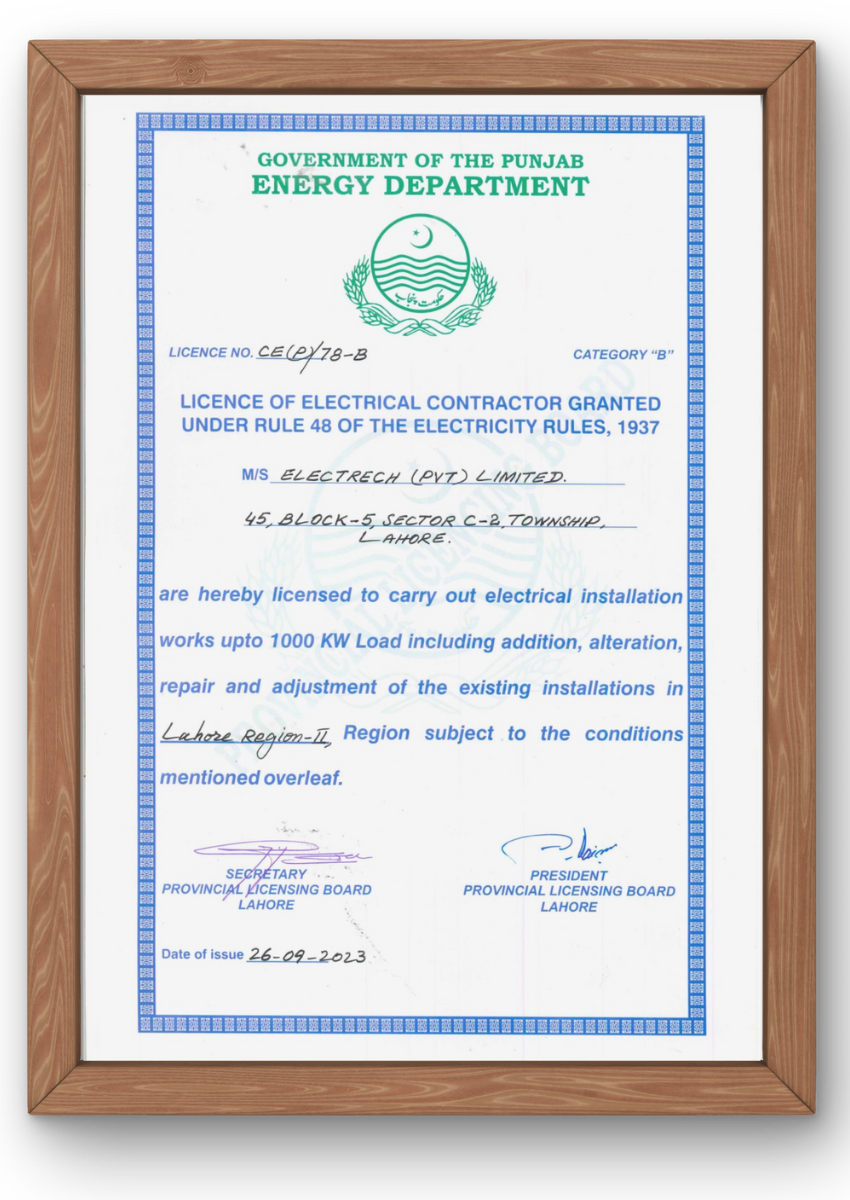 GOVERNMENT OF THE PUNJAB
ENERGY DEPARTMENT
حکومت پنجاب
LICENCE NO. CE(P)/78-B
CATEGORY “B”
LICENCE OF ELECTRICAL CONTRACTOR GRANTED
UNDER RULE 48 OF THE ELECTRICITY RULES, 1937
M/S ELECTRECH (PVT) LIMITED.
45, BLOCK-5, SECTOR C-2, TOWNSHIP,
LAHORE.
PROVINCIAL LICENSING BOARD
are hereby licensed to carry out electrical installation
works upto 1000 KW Load including addition, alteration,
repair and adjustment of the existing installations in
Lahore Region-II, Region subject to the conditions
mentioned overleaf.
SECRETARY
PROVINCIAL LICENSING BOARD
LAHORE
PRESIDENT
PROVINCIAL LICENSING BOARD
LAHORE
Date of issue 26-09-2023